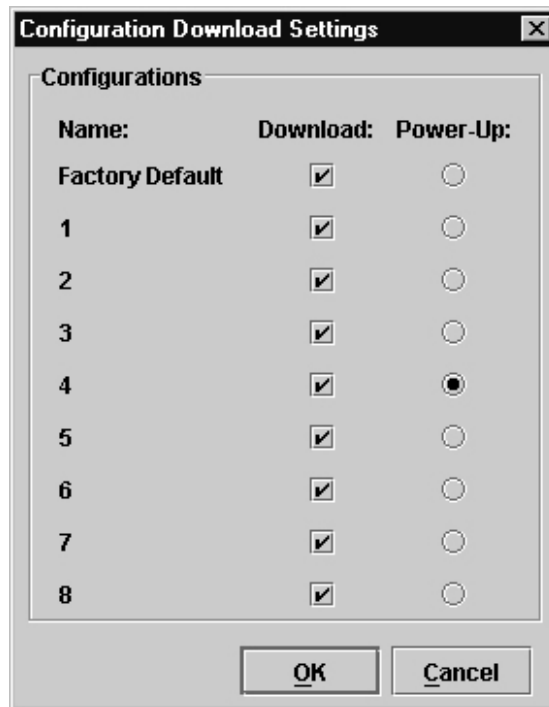 Configuration Download Settings
Configurations
Name: Download: Power-Up:
Factory Default
1
2
3
4
5
6
7
8
OK Cancel